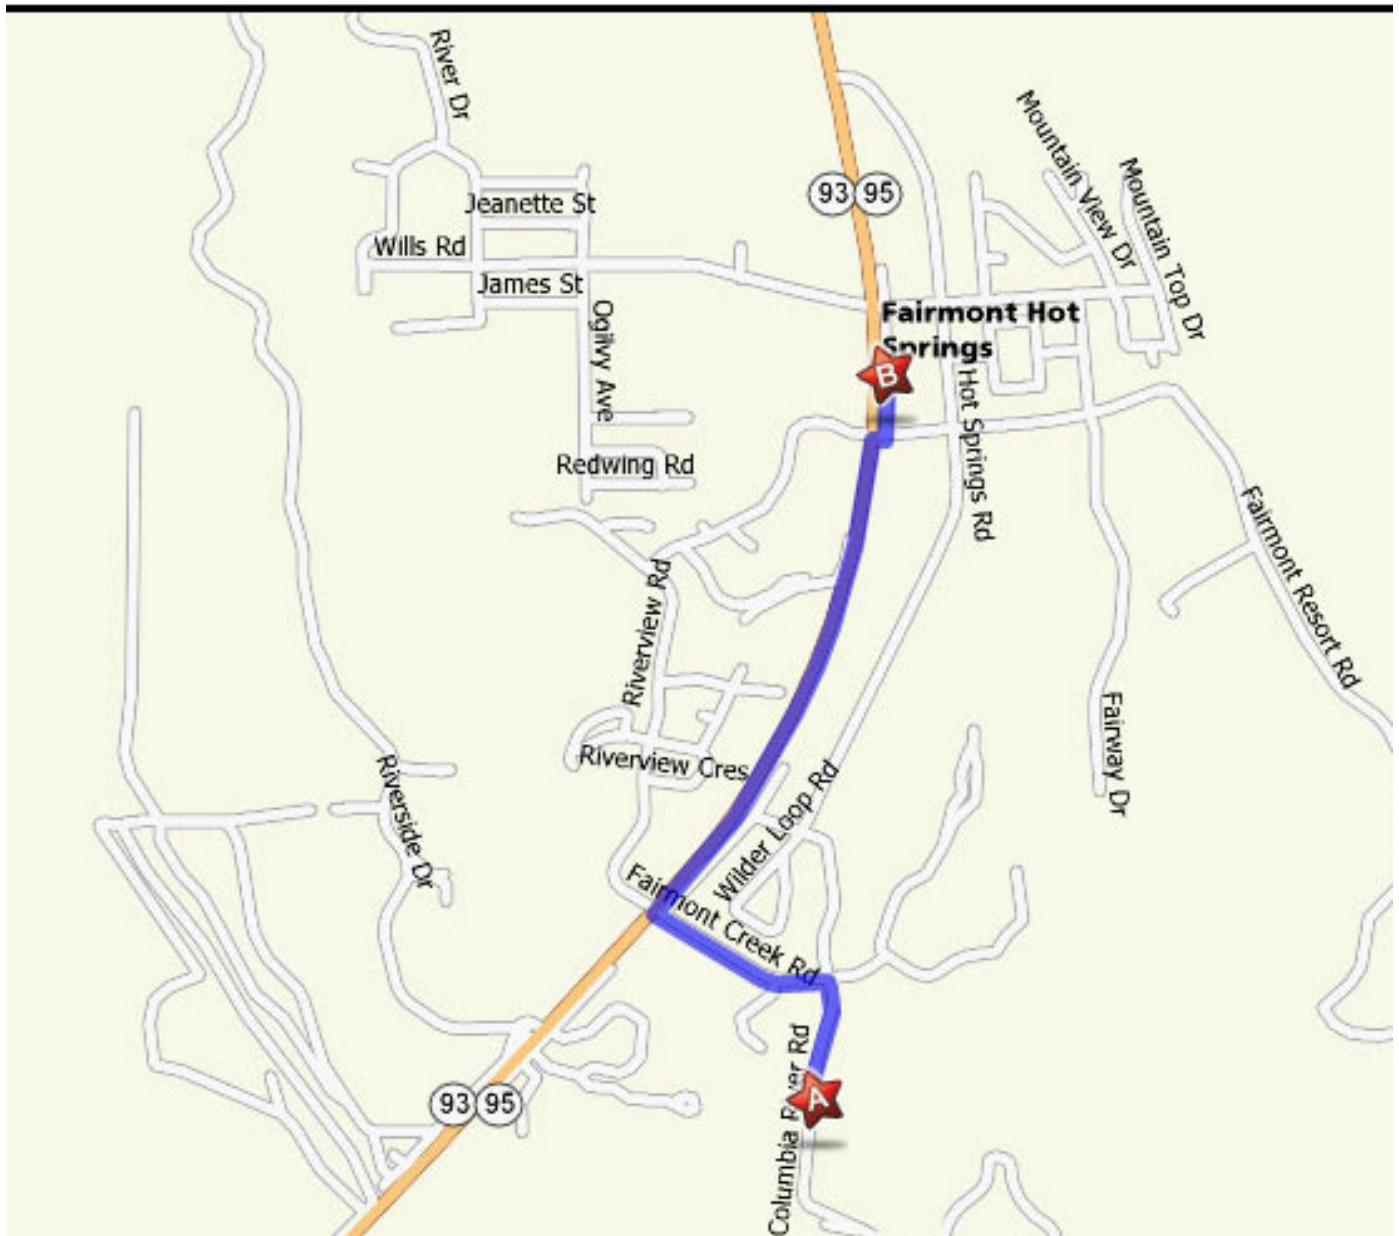 River Dr
Mountain View Dr
Mountain Top Dr
93 95
Jeanette St
Wills Rd
James St
Ogilvy Ave
Fairmont Hot
Springs
B
Hot Springs Rd
Redwing Rd
Fairmont Resort Rd
Riverview Rd
Fairway Dr
Riverview Cres
Riverside Dr
Wilder Loop Rd
Fairmont Creek Rd
Columbia River Rd
A
93 95